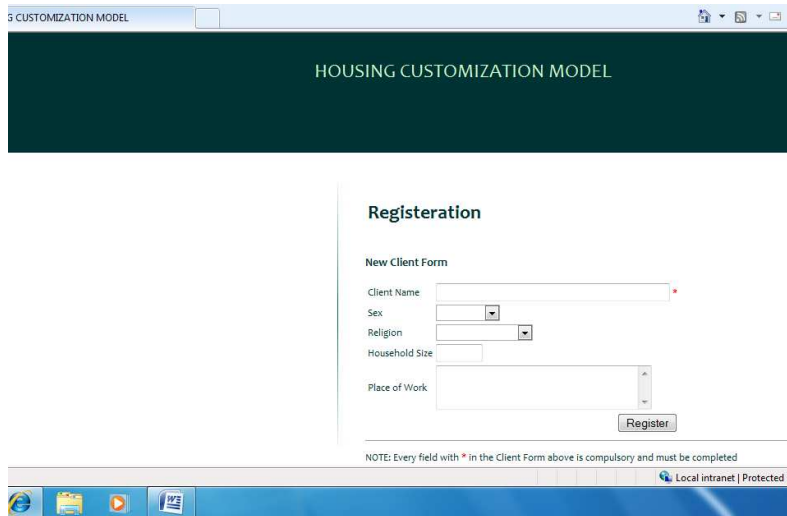 G CUSTOMIZATION MODEL
HOUSING CUSTOMIZATION MODEL
Registeration
New Client Form
Client Name *
Sex
Religion
Household Size
Place of Work
Register
NOTE: Every field with * in the Client Form above is compulsory and must be completed
Local intranet | Protected